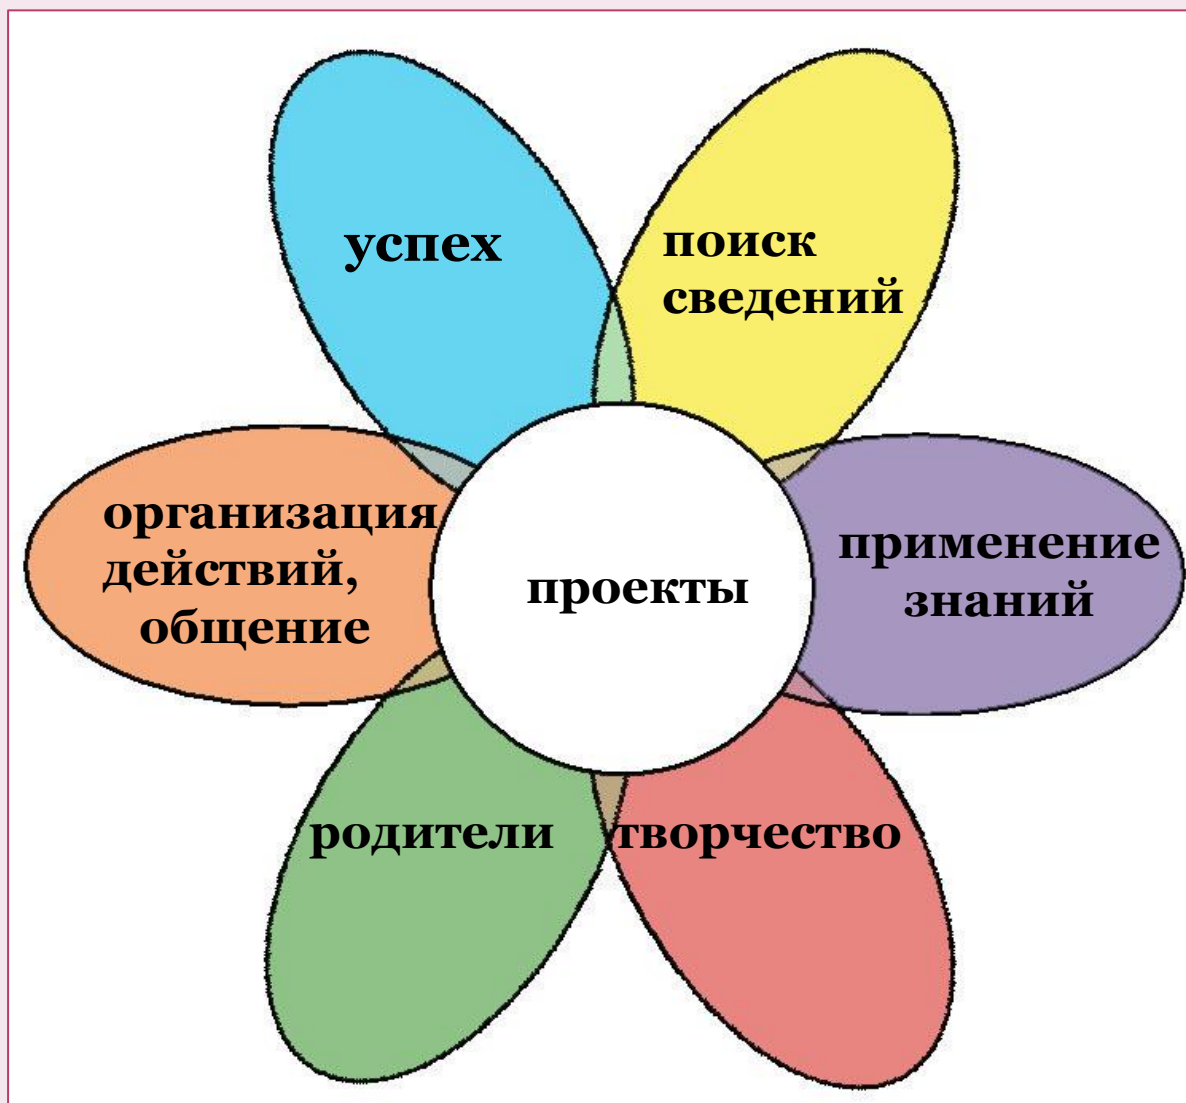 успех
поиск
сведений
организация
действий,
общение
проекты
применение
знаний
родители
творчество